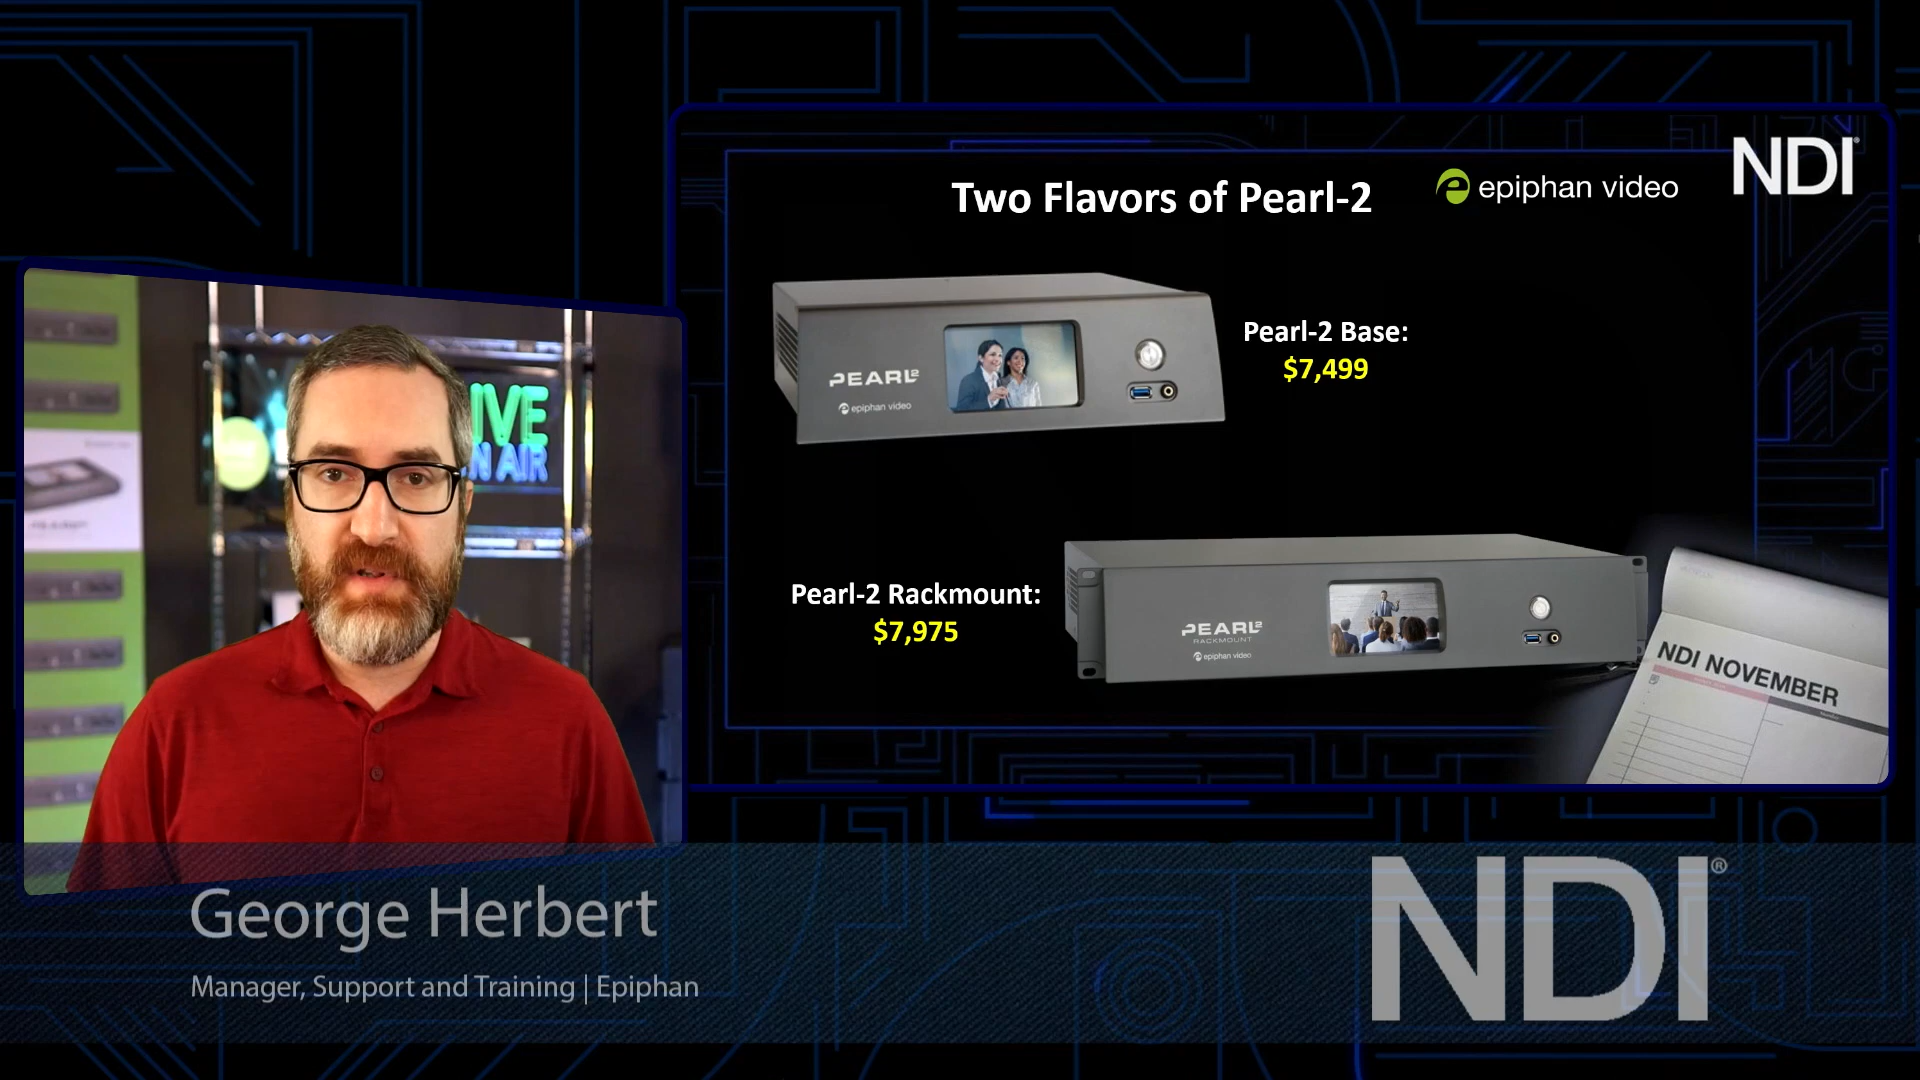 Two Flavors of Pearl-2
epiphan video
NDI
Pearl-2 Base:
$7,499
PEARL2
epiphan video
Pearl-2 Rackmount:
$7,975
PEARL2
RACKMOUNT
epiphan video
NDI NOVEMBER
IVE
N AIR
George Herbert
Manager, Support and Training | Epiphan
NDI®